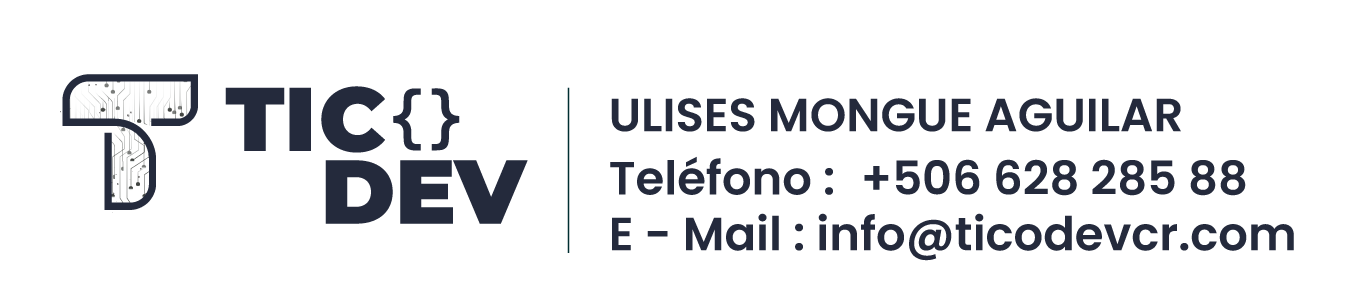 TIC{}
DEV
ULISES MONGUE AGUILAR
Teléfono : +506 628 285 88
E - Mail : info@ticodevcr.com